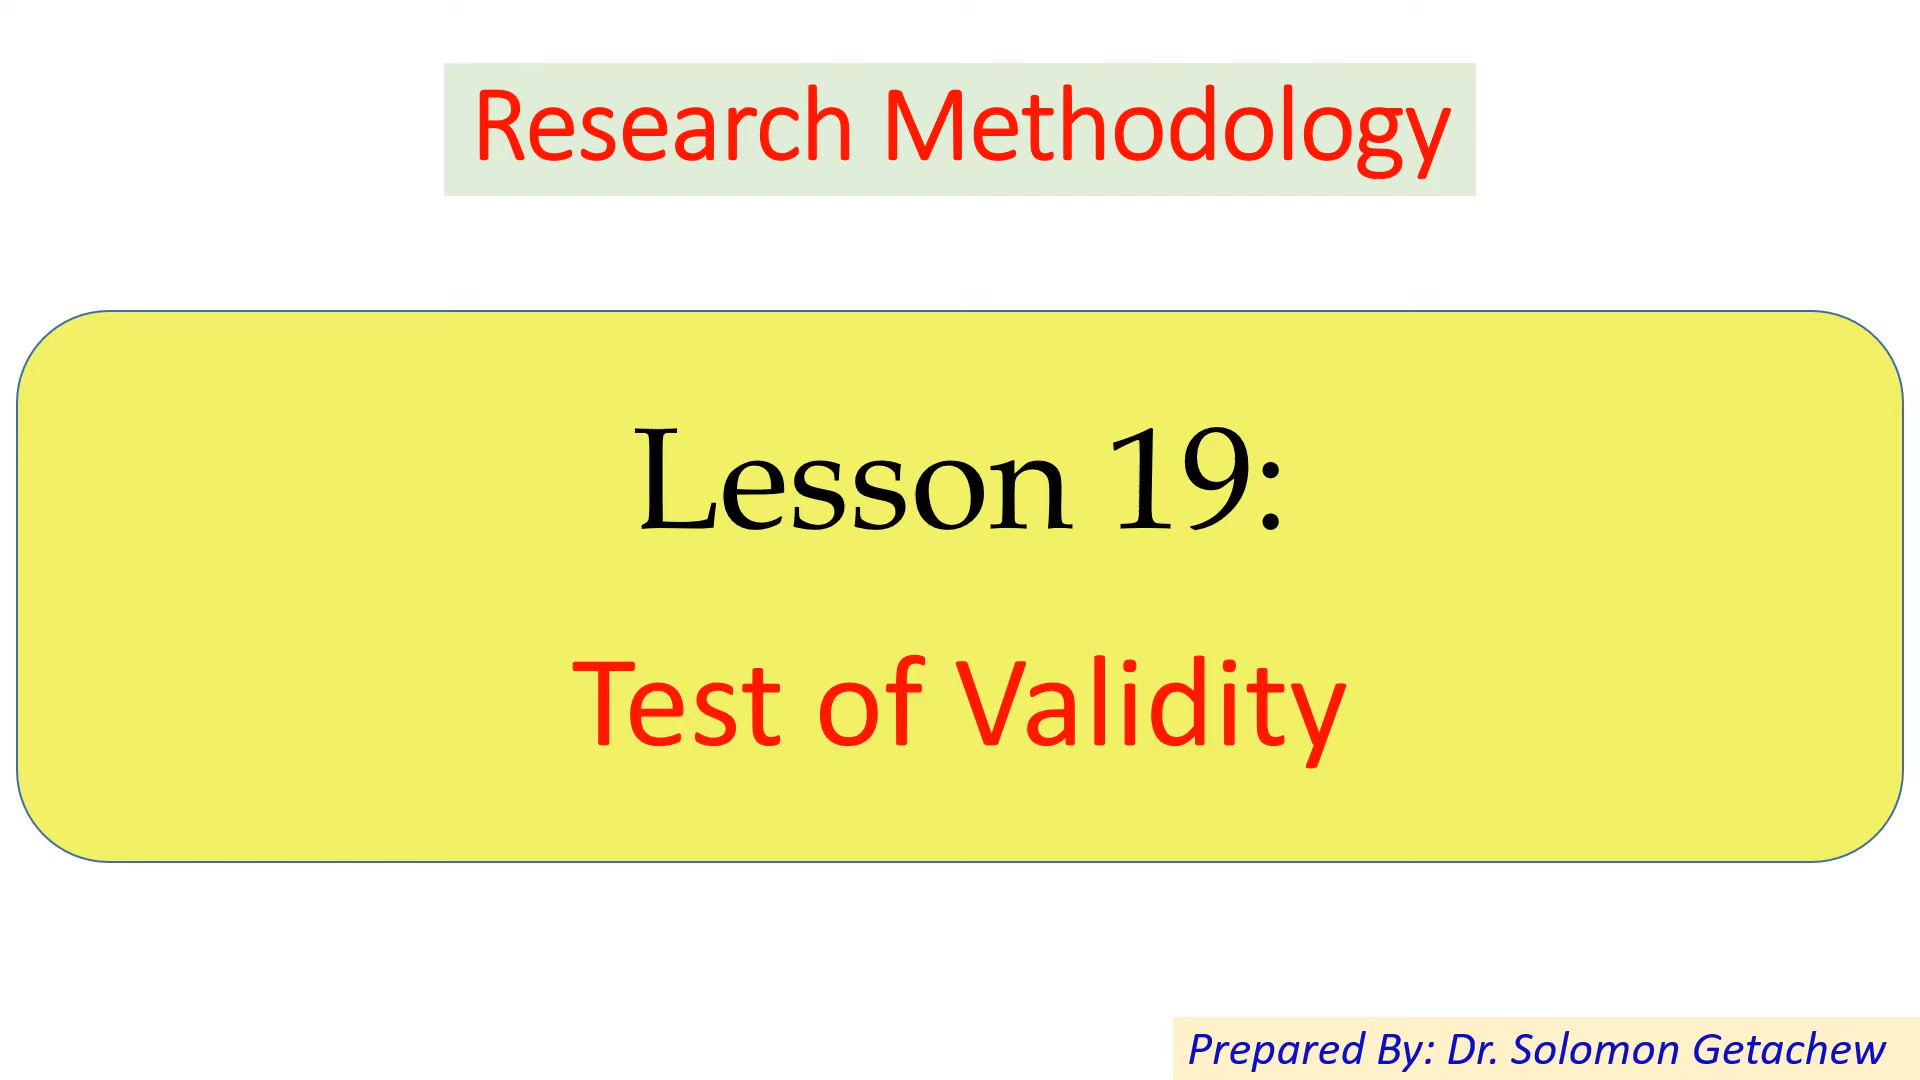 Research Methodology
Lesson 19:
Test of Validity
Prepared By: Dr. Solomon Getachew